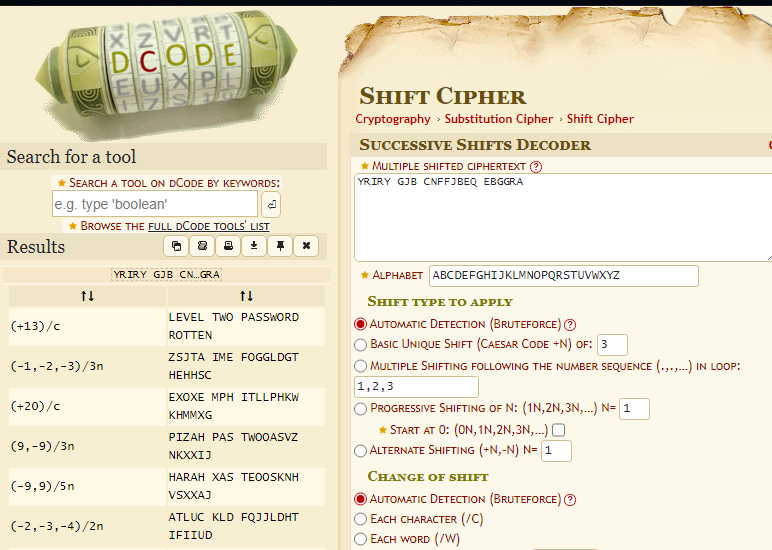 X Z V R T
D C O D E
E U X P L
Search for a tool
★ Search a tool on dCode by keywords:
e.g. type 'boolean'
★ Browse the full dCode tools' list
Results
YRIRY GJB CN…GRA
↑↓ ↑↓
(+13)/c LEVEL TWO PASSWORD
ROTTEN
(-1,-2,-3)/3n ZSJTA IME FOGGLDGT
HEHHSC
(+20)/c EXOXE MPH ITLLPHKW
KHMMXG
(9,-9)/3n PIZAH PAS TWOOASVZ
NKXXIJ
(-9,9)/5n HARAH XAS TEOOSKNH
VSXXAJ
(-2,-3,-4)/2n ATLUC KLD FQJJLDHT
IFIIUD
Shift Cipher
Cryptography › Substitution Cipher › Shift Cipher
Successive Shifts Decoder
★ Multiple shifted ciphertext ?
YRIRY GJB CNFFJBEQ EBGGRA
★ Alphabet ABCDEFGHIJKLMNOPQRSTUVWXYZ
Shift type to apply
Automatic Detection (Bruteforce) ?
Basic Unique Shift (Caesar Code +N) of: 3
Multiple Shifting following the number sequence (.,.,…) in loop:
1,2,3
Progressive Shifting of N: (1N,2N,3N,…) N= 1
★ Start at 0: (0N,1N,2N,3N,…)
Alternate Shifting (+N,-N) N= 1
Change of shift
Automatic Detection (Bruteforce) ?
Each character (/C)
Each word (/W)